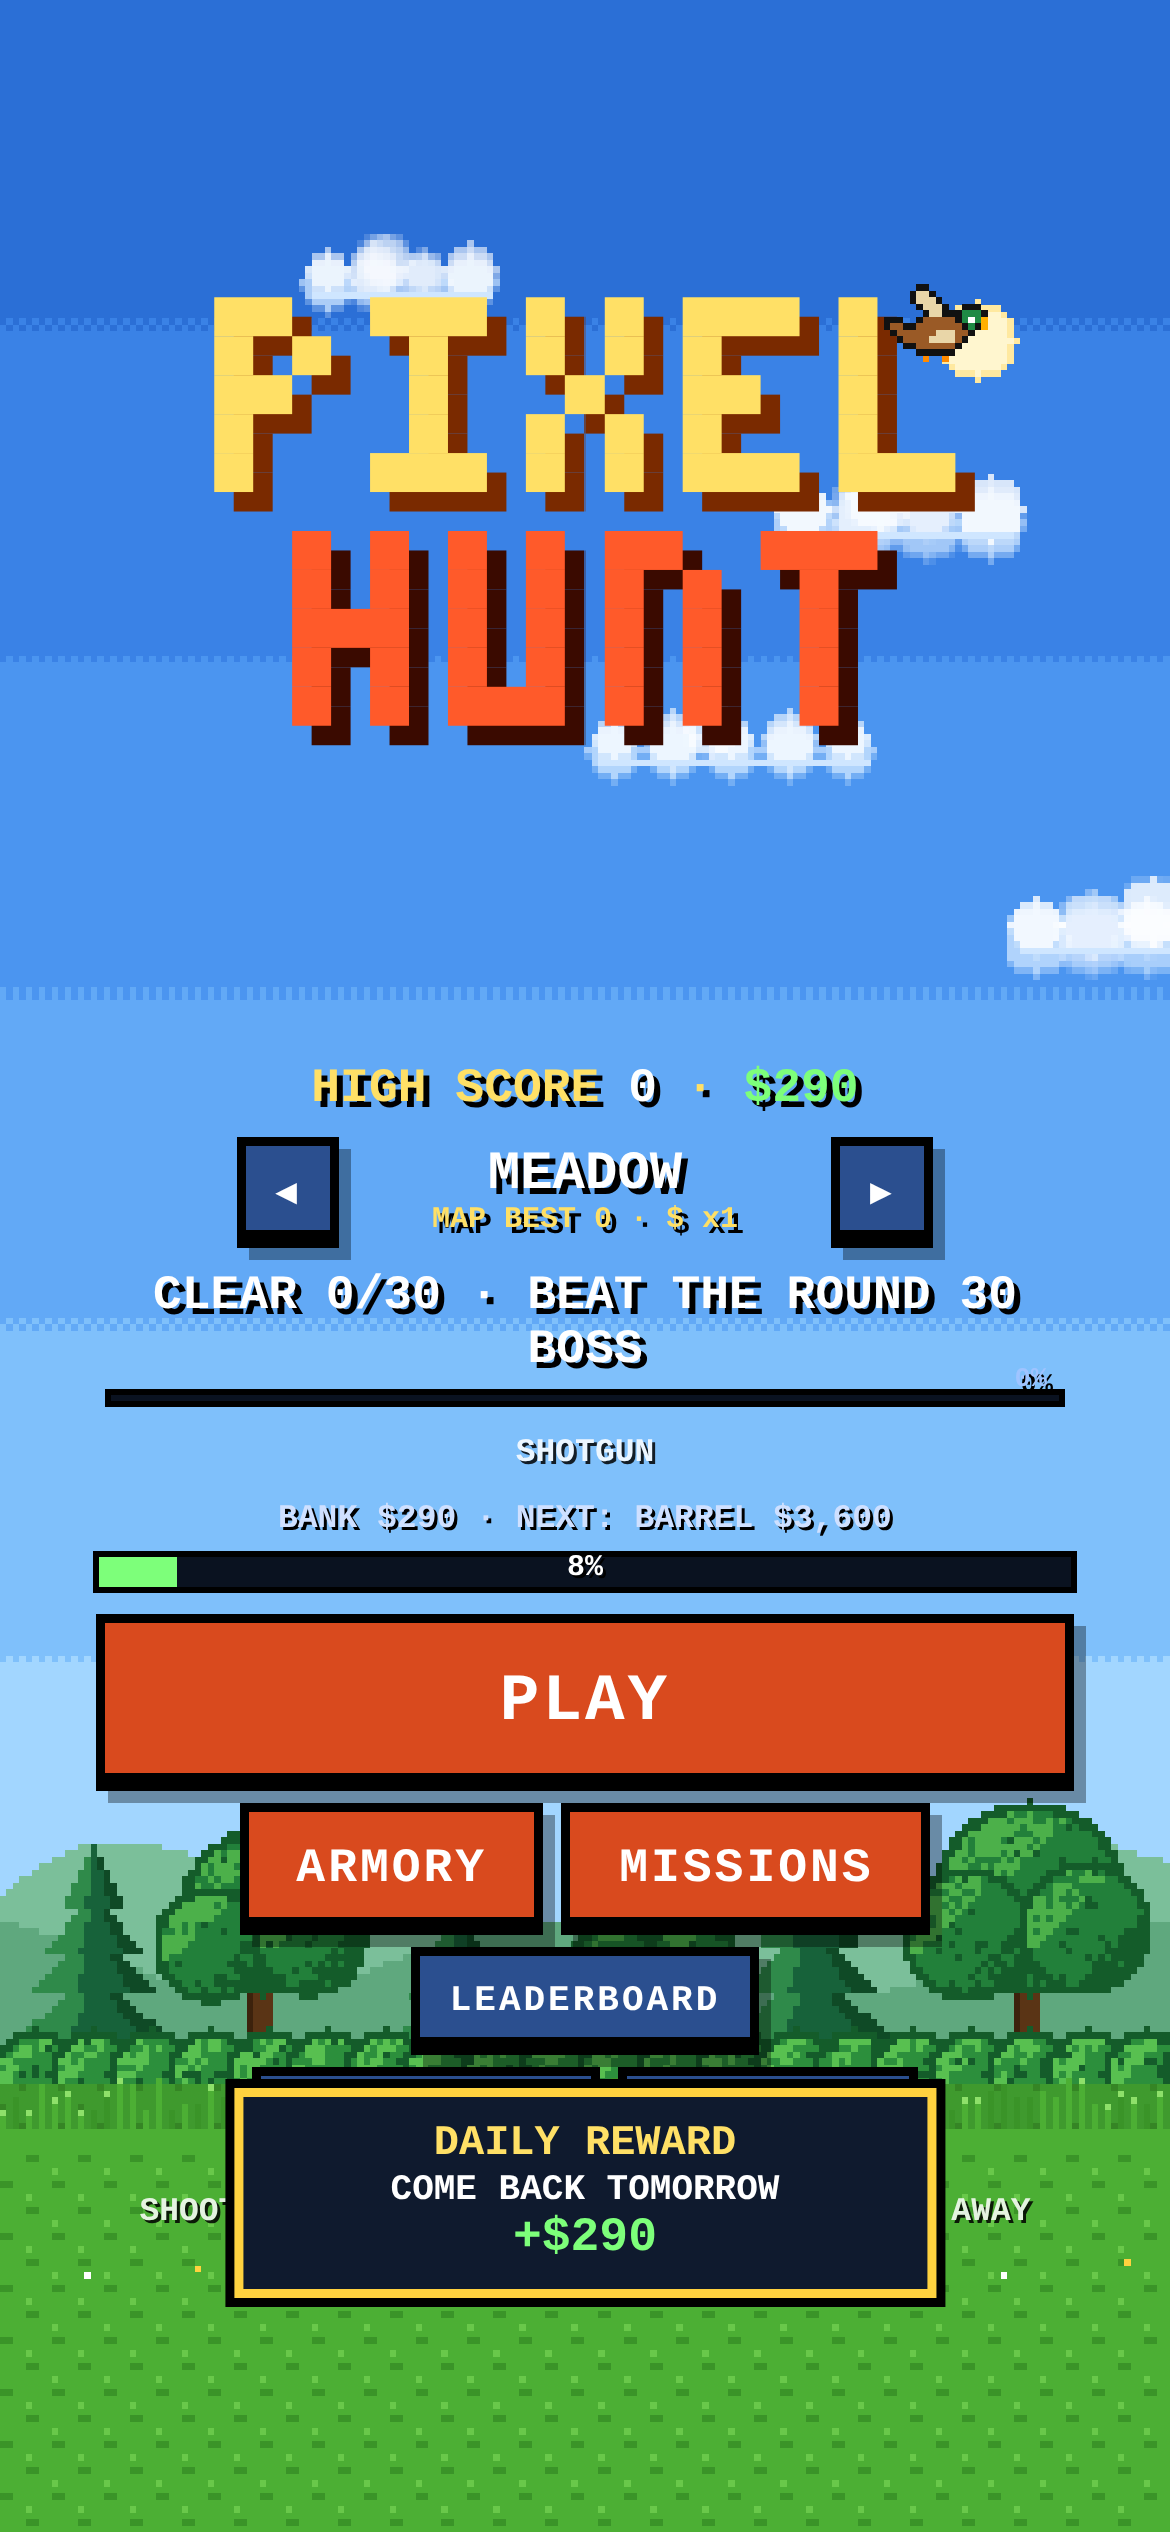 PIXEL
HUNT
HIGH SCORE 0 · $290
◀ MEADOW ▶
MAP BEST 0 · $ x1
CLEAR 0/30 · BEAT THE ROUND 30
BOSS
0%
SHOTGUN
BANK $290 · NEXT: BARREL $3,600
8%
PLAY
ARMORY MISSIONS
LEADERBOARD
DAILY REWARD
COME BACK TOMORROW
AWAY
+$290